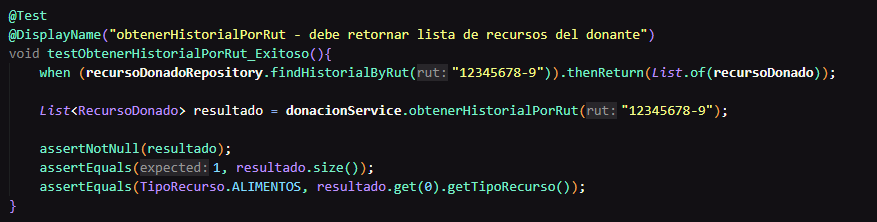 @Test
@DisplayName("obtenerHistorialPorRut - debe retornar lista de recursos del donante")
void testObtenerHistorialPorRut_Exitoso(){
when (recursoDonadoRepository.findHistorialByRut( rut: "12345678-9")).thenReturn(List.of(recursoDonado));
List<RecursoDonado> resultado = donacionService.obtenerHistorialPorRut( rut: "12345678-9");
assertNotNull(resultado);
assertEquals( expected: 1, resultado.size());
assertEquals(TipoRecurso.ALIMENTOS, resultado.get(0).getTipoRecurso());
}